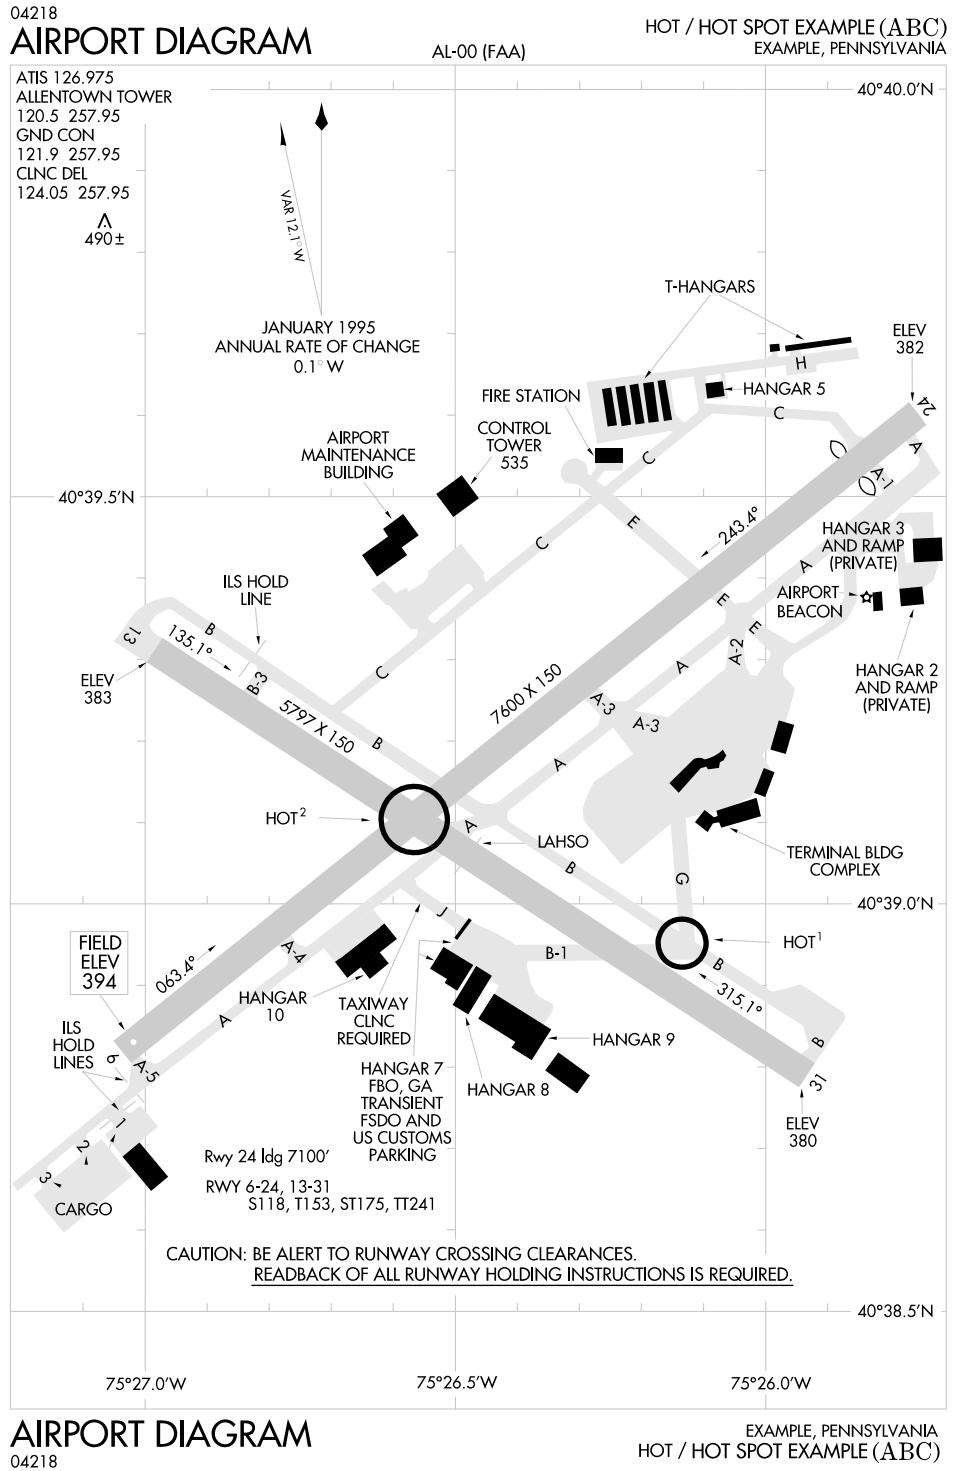 04218
AIRPORT DIAGRAM
AL-00 (FAA)
HOT / HOT SPOT EXAMPLE (ABC)
EXAMPLE, PENNSYLVANIA
ATIS 126.975
ALLENTOWN TOWER
120.5 257.95
GND CON
121.9 257.95
CLNC DEL
124.05 257.95
490±
40°40.0'N
VAR 12.1° W
JANUARY 1995
ANNUAL RATE OF CHANGE
0.1° W
T-HANGARS
ELEV
382
H
FIRE STATION
HANGAR 5
C
24
AIRPORT
MAINTENANCE
BUILDING
CONTROL
TOWER
535
C
A
A-1
40°39.5'N
E
243.4°
HANGAR 3
AND RAMP
(PRIVATE)
C
A
ILS HOLD
LINE
AIRPORT
BEACON
E
E
B
13
135.1°
A-2
ELEV
383
B-3
C
A
HANGAR 2
AND RAMP
(PRIVATE)
5797 X 150
7600 X 150
A-3
A-3
B
A
HOT²
A
LAHSO
B
TERMINAL BLDG
COMPLEX
G
40°39.0'N
J
FIELD
ELEV
394
063.4°
A-4
B-1
HOT¹
B
315.1°
HANGAR
10
TAXIWAY
CLNC
REQUIRED
A
ILS
HOLD
LINES
6
A-5
HANGAR 9
B
HANGAR 7
FBO, GA
TRANSIENT
FSDO AND
US CUSTOMS
PARKING
HANGAR 8
31
ELEV
380
1
2
3
CARGO
Rwy 24 ldg 7100'
RWY 6-24, 13-31
S118, T153, ST175, TT241
CAUTION: BE ALERT TO RUNWAY CROSSING CLEARANCES.
READBACK OF ALL RUNWAY HOLDING INSTRUCTIONS IS REQUIRED.
40°38.5'N
75°27.0'W
75°26.5'W
75°26.0'W
AIRPORT DIAGRAM
04218
EXAMPLE, PENNSYLVANIA
HOT / HOT SPOT EXAMPLE (ABC)